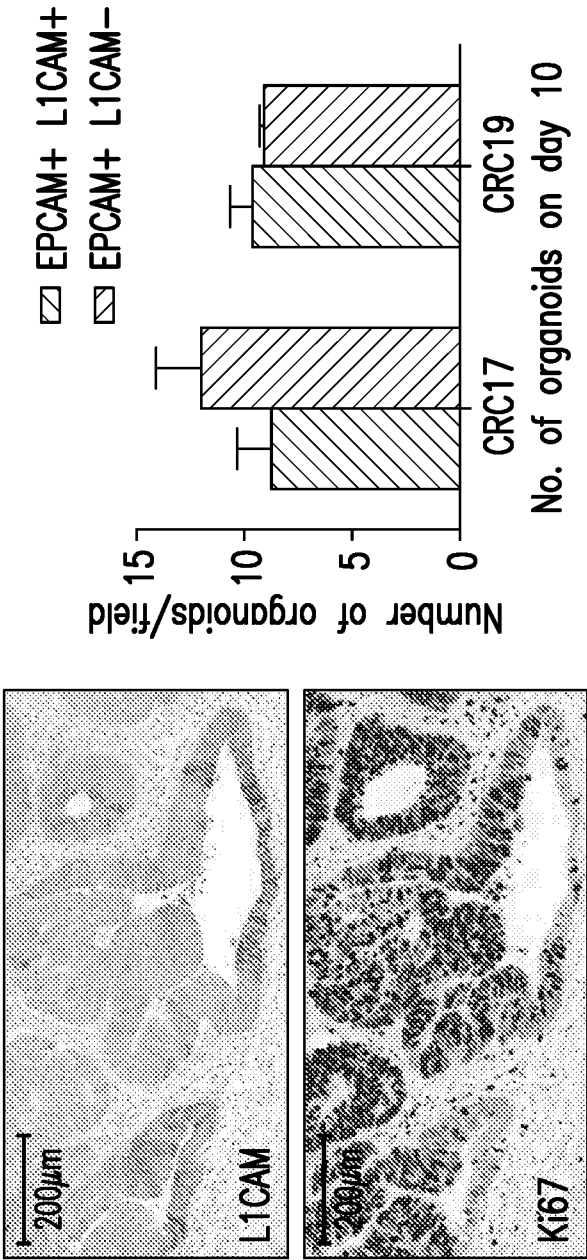 200µm
L1CAM
200µm
Ki67
EPCAM+ L1CAM+
EPCAM+ L1CAM-
Number of organoids/field
15
10
5
0
CRC17
CRC19
No. of organoids on day 10